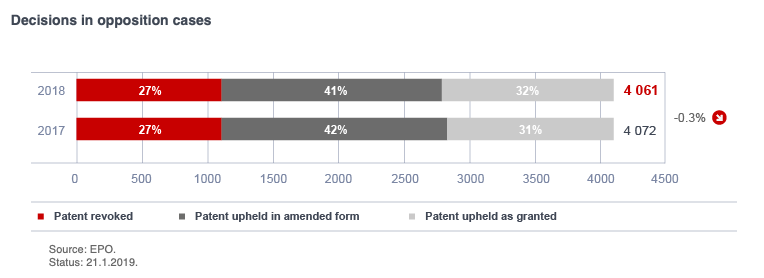 Decisions in opposition cases
2018 27% 41% 32% 4 061
-0.3%
2017 27% 42% 31% 4 072
0 500 1000 1500 2000 2500 3000 3500 4000 4500
Patent revoked Patent upheld in amended form Patent upheld as granted
Source: EPO.
Status: 21.1.2019.